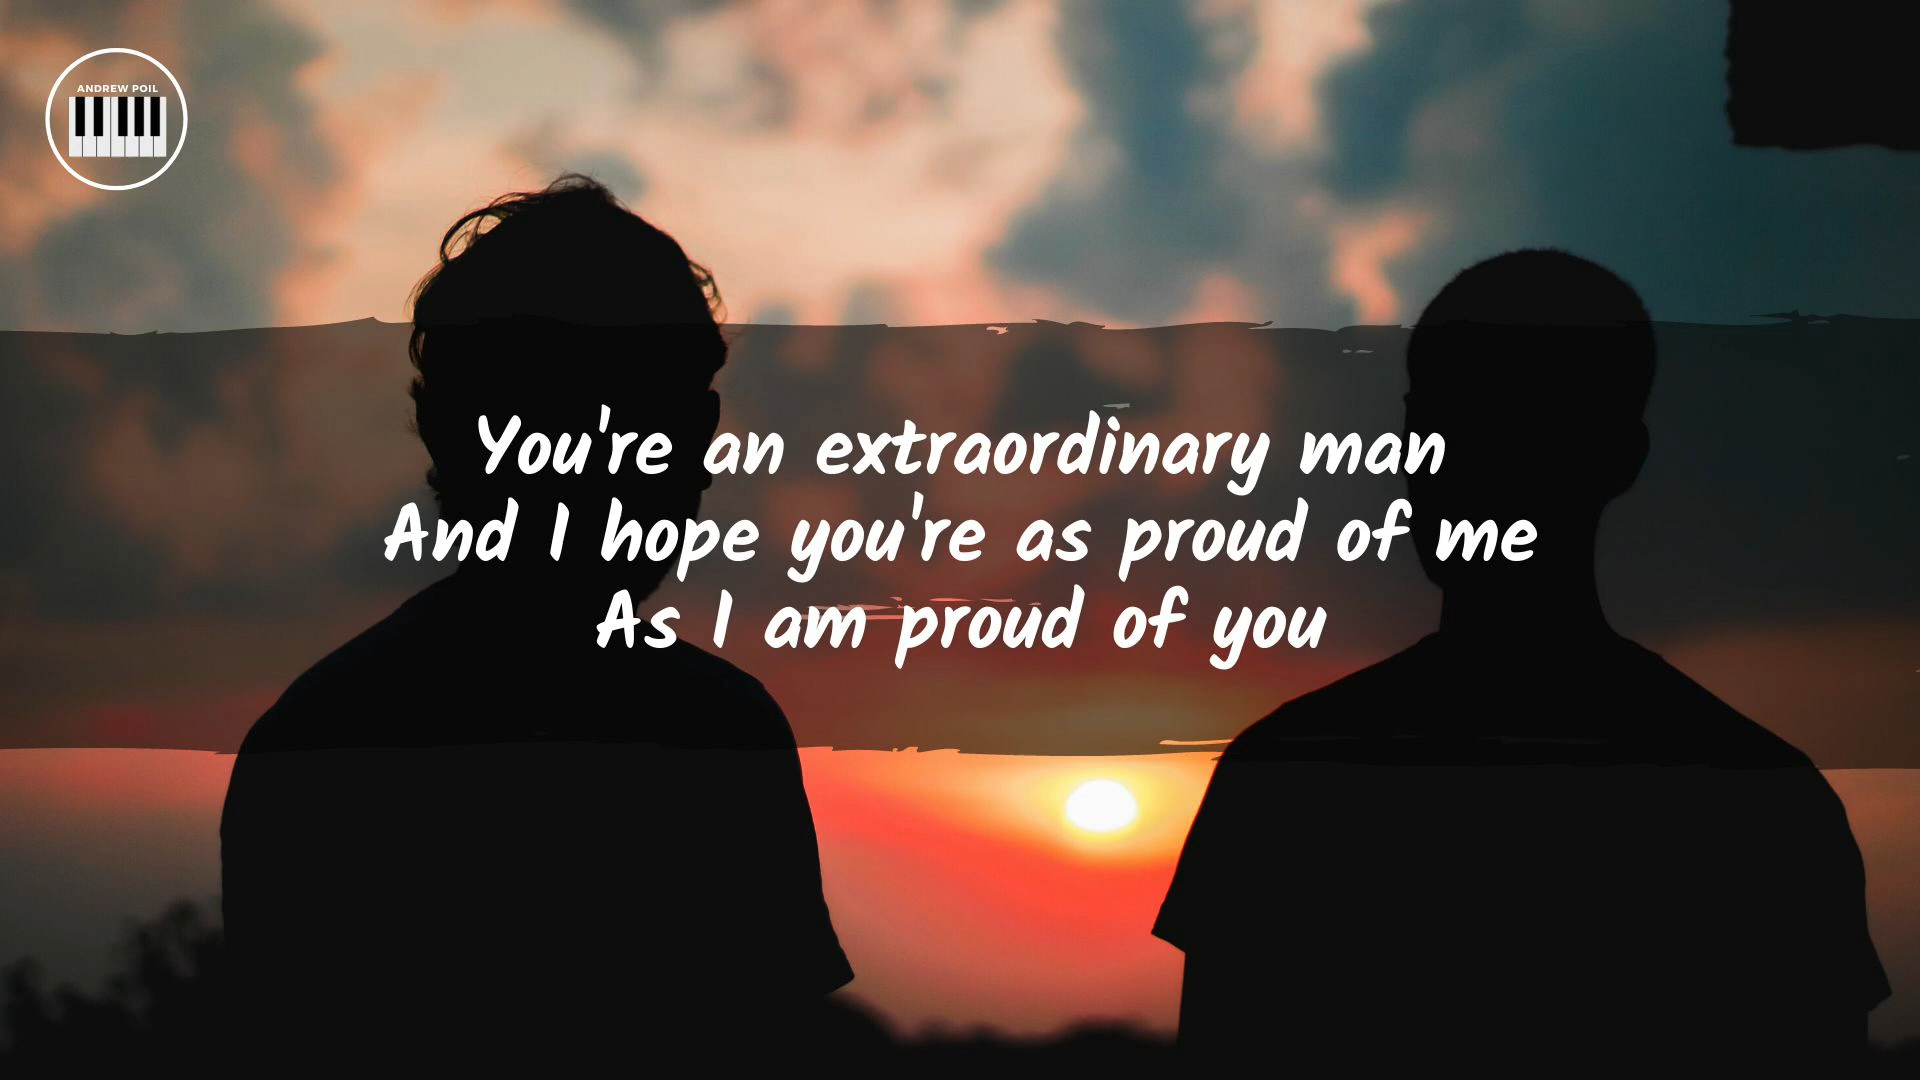 ANDREW POIL
You're an extraordinary man
And I hope you're as proud of me
As I am proud of you